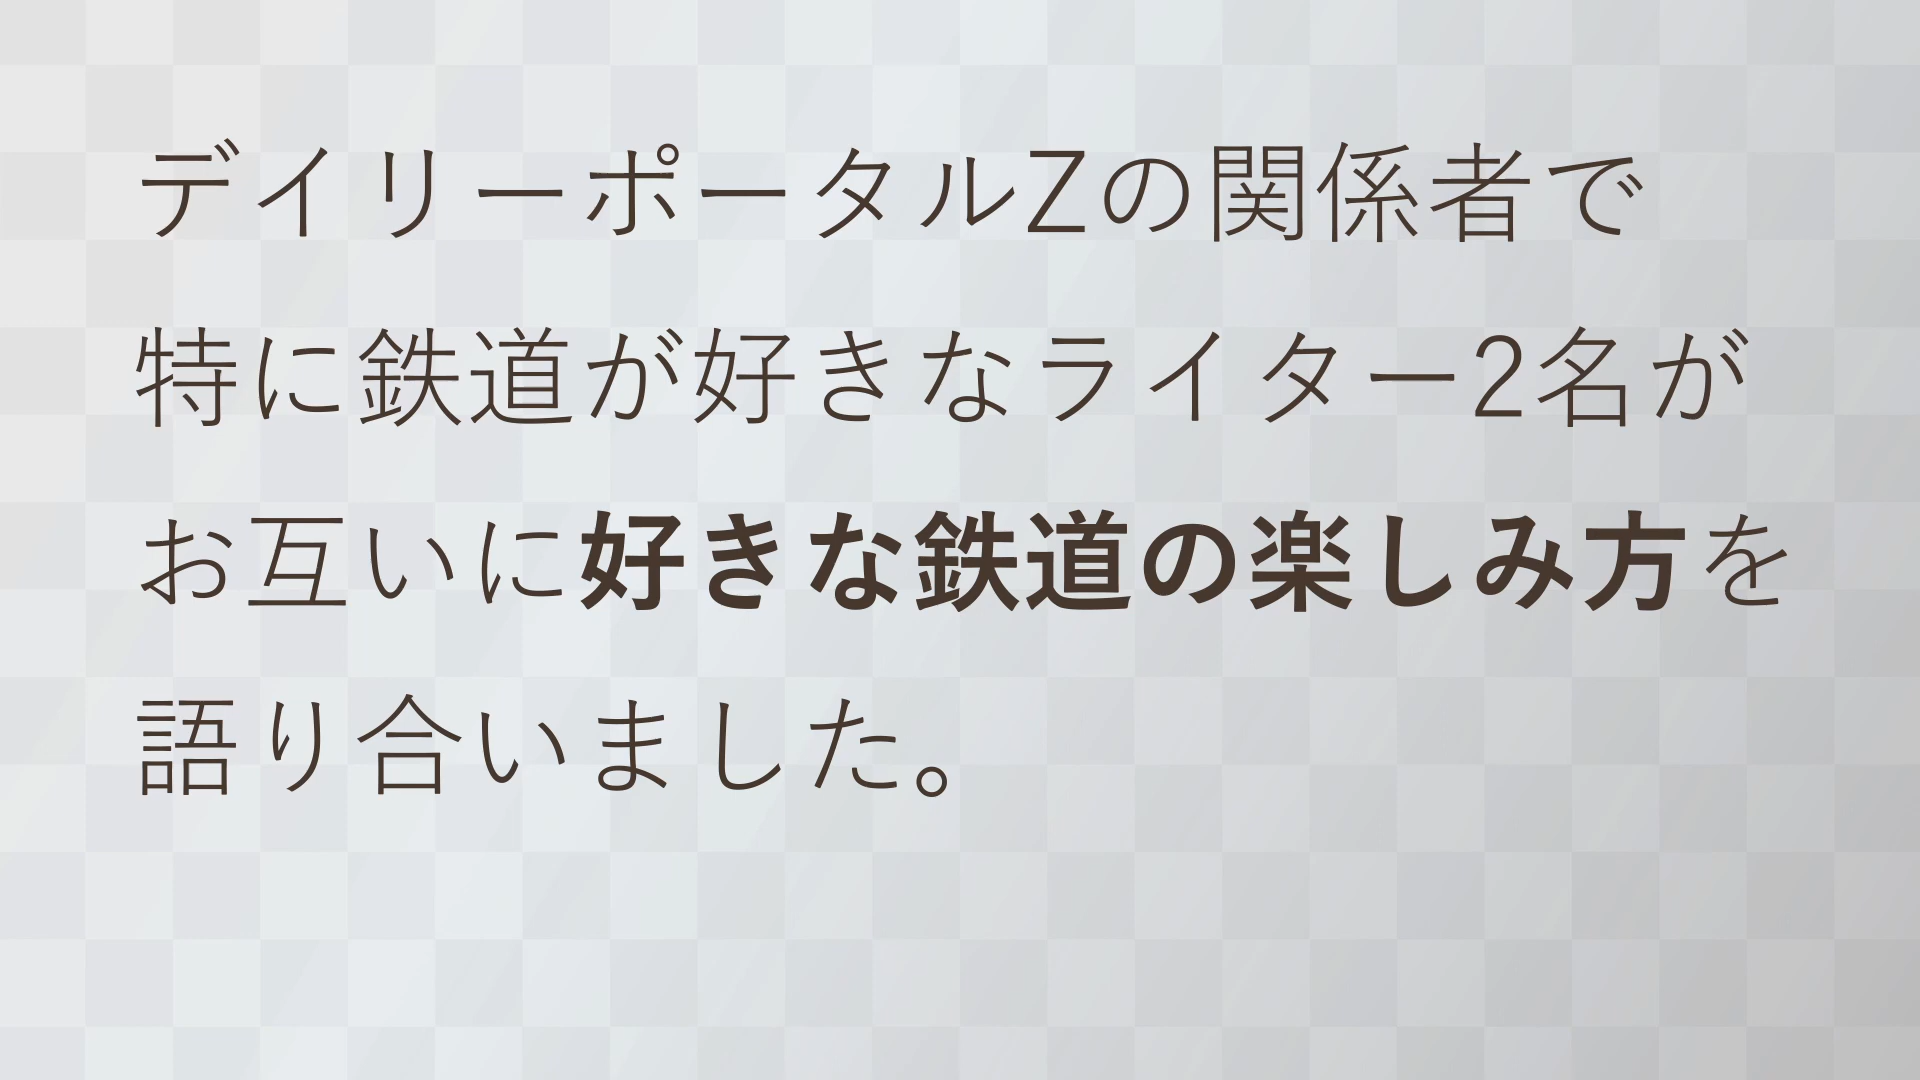 デイリーポータルZの関係者で
特に鉄道が好きなライター2名が
お互いに好きな鉄道の楽しみ方を
語り合いました。